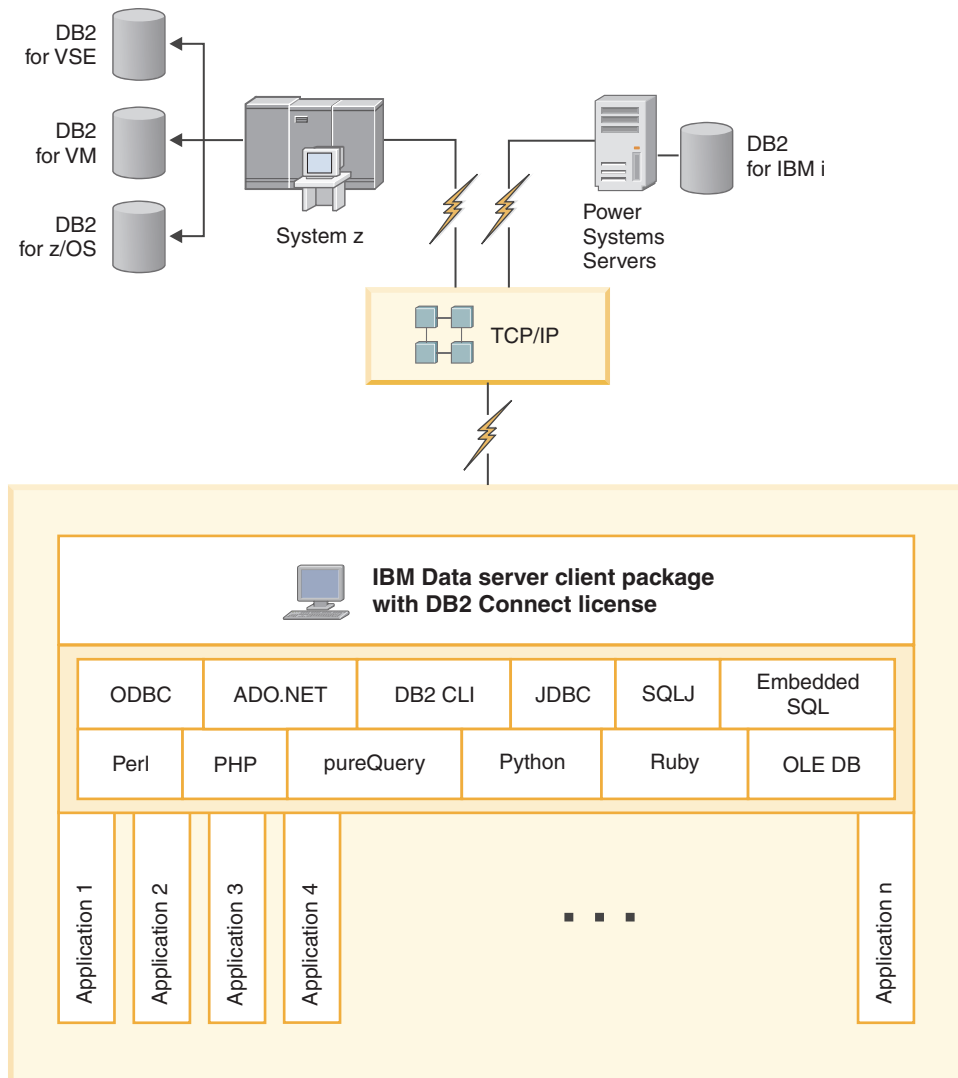 DB2
for VSE
DB2
for VM
DB2
for z/OS
System z
Power
Systems
Servers
DB2
for IBM i
TCP/IP
IBM Data server client package
with DB2 Connect license
ODBC
ADO.NET
DB2 CLI
JDBC
SQLJ
Embedded
SQL
Perl
PHP
pureQuery
Python
Ruby
OLE DB
Application 1
Application 2
Application 3
Application 4
. . .
Application n